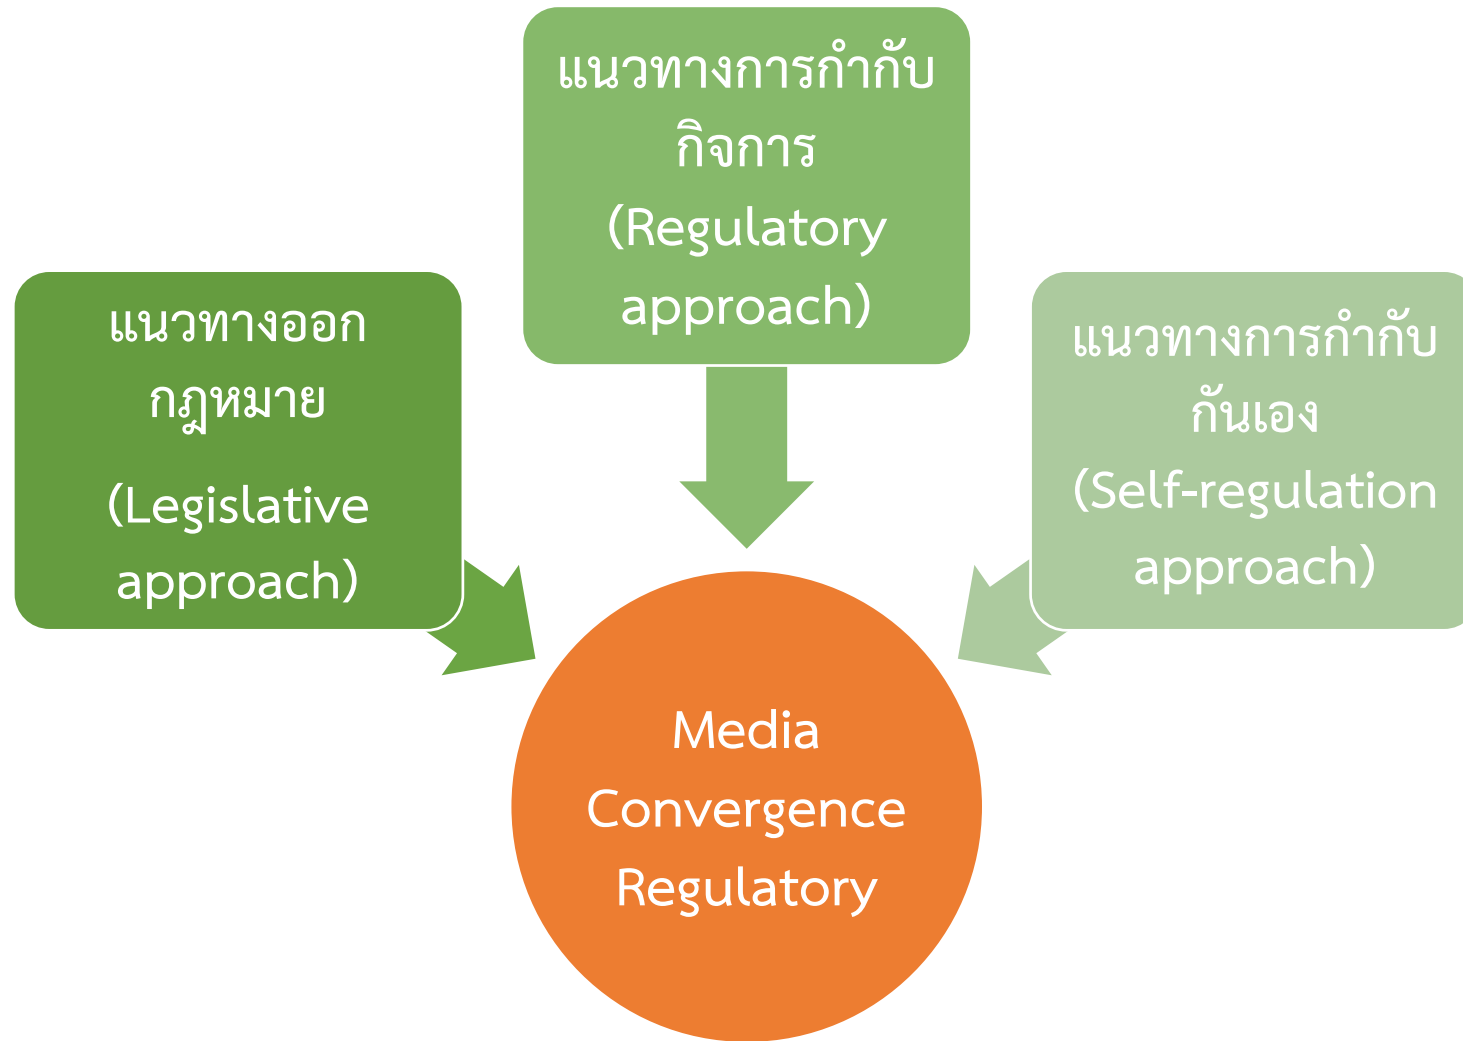 แนวทางการกำกับ
กิจการ
(Regulatory
approach)
แนวทางออก
กฎหมาย
(Legislative
approach)
แนวทางการกำกับ
กันเอง
(Self-regulation
approach)
Media
Convergence
Regulatory